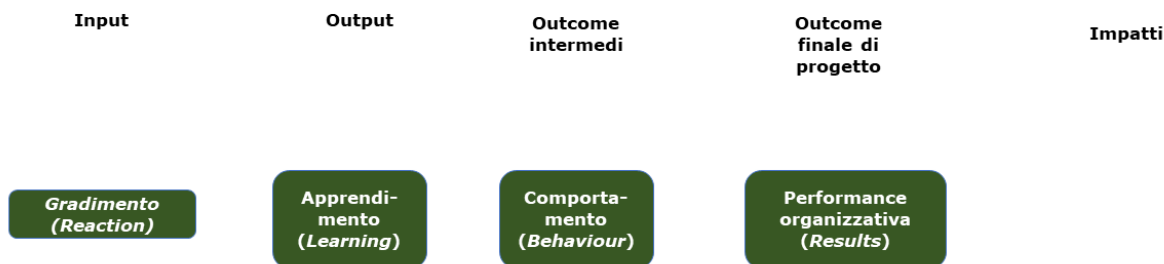 Input
Output
Outcome
intermedi
Outcome
finale di
progetto
Impatti
Gradimento
(Reaction)
Apprendi-
mento
(Learning)
Comporta-
mento
(Behaviour)
Performance
organizzativa
(Results)